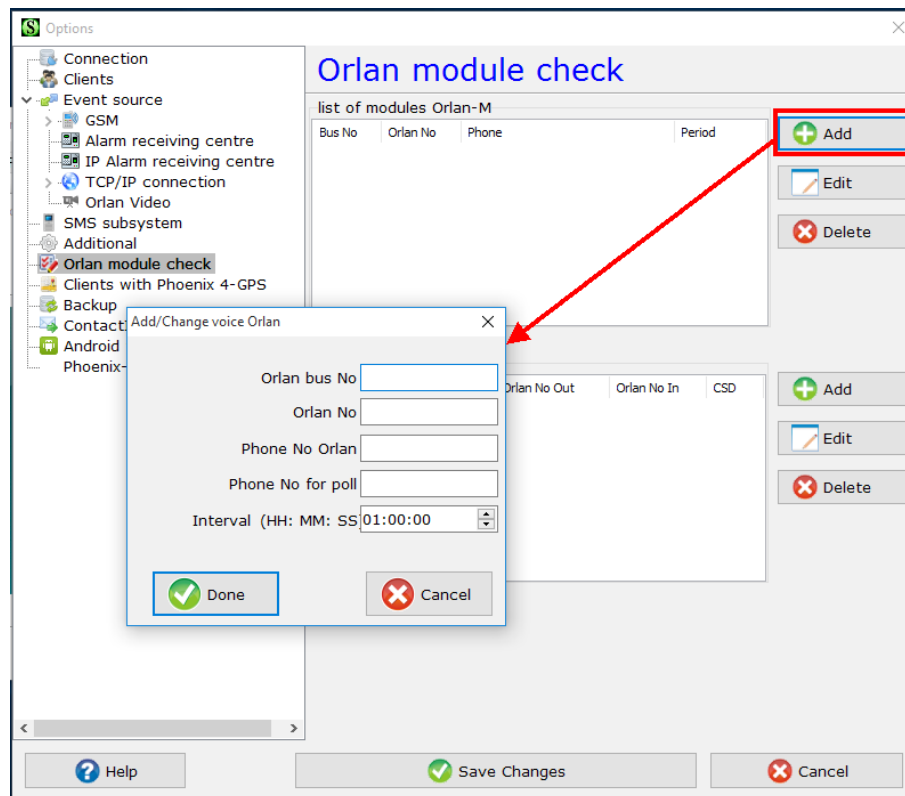 Options
Connection
Clients
Event source
GSM
Alarm receiving centre
IP Alarm receiving centre
TCP/IP connection
Orlan Video
SMS subsystem
Additional
Orlan module check
Clients with Phoenix 4-GPS
Backup
Android
Phoenix-
Orlan module check
list of modules Orlan-M
Bus No Orlan No Phone Period
Add
Edit
Delete
Orlan No Out Orlan No In CSD
Add
Edit
Delete
Add/Change voice Orlan
Orlan bus No
Orlan No
Phone No Orlan
Phone No for poll
Interval (HH: MM: SS 01:00:00
Done
Cancel
Help
Save Changes
Cancel